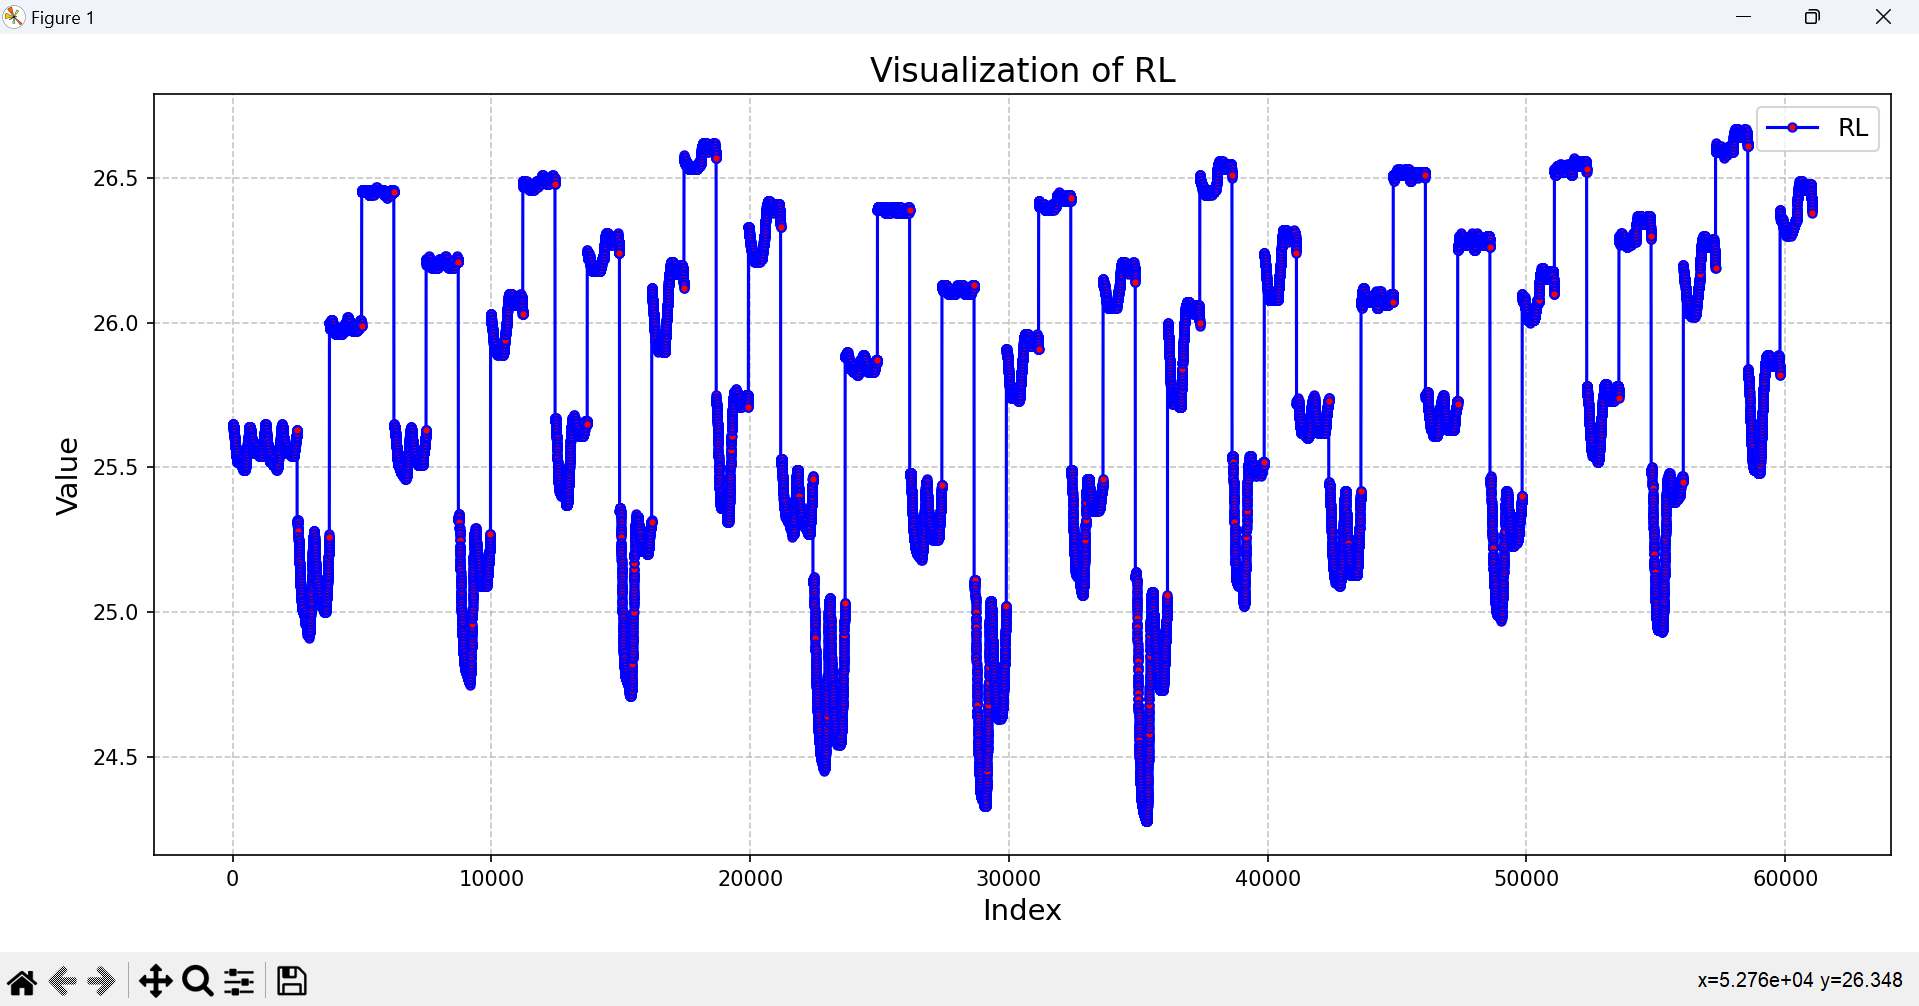 Figure 1
Visualization of RL
RL
26.5
26.0
25.5
25.0
24.5
Value
0 10000 20000 30000 40000 50000 60000
Index
x=5.276e+04 y=26.348